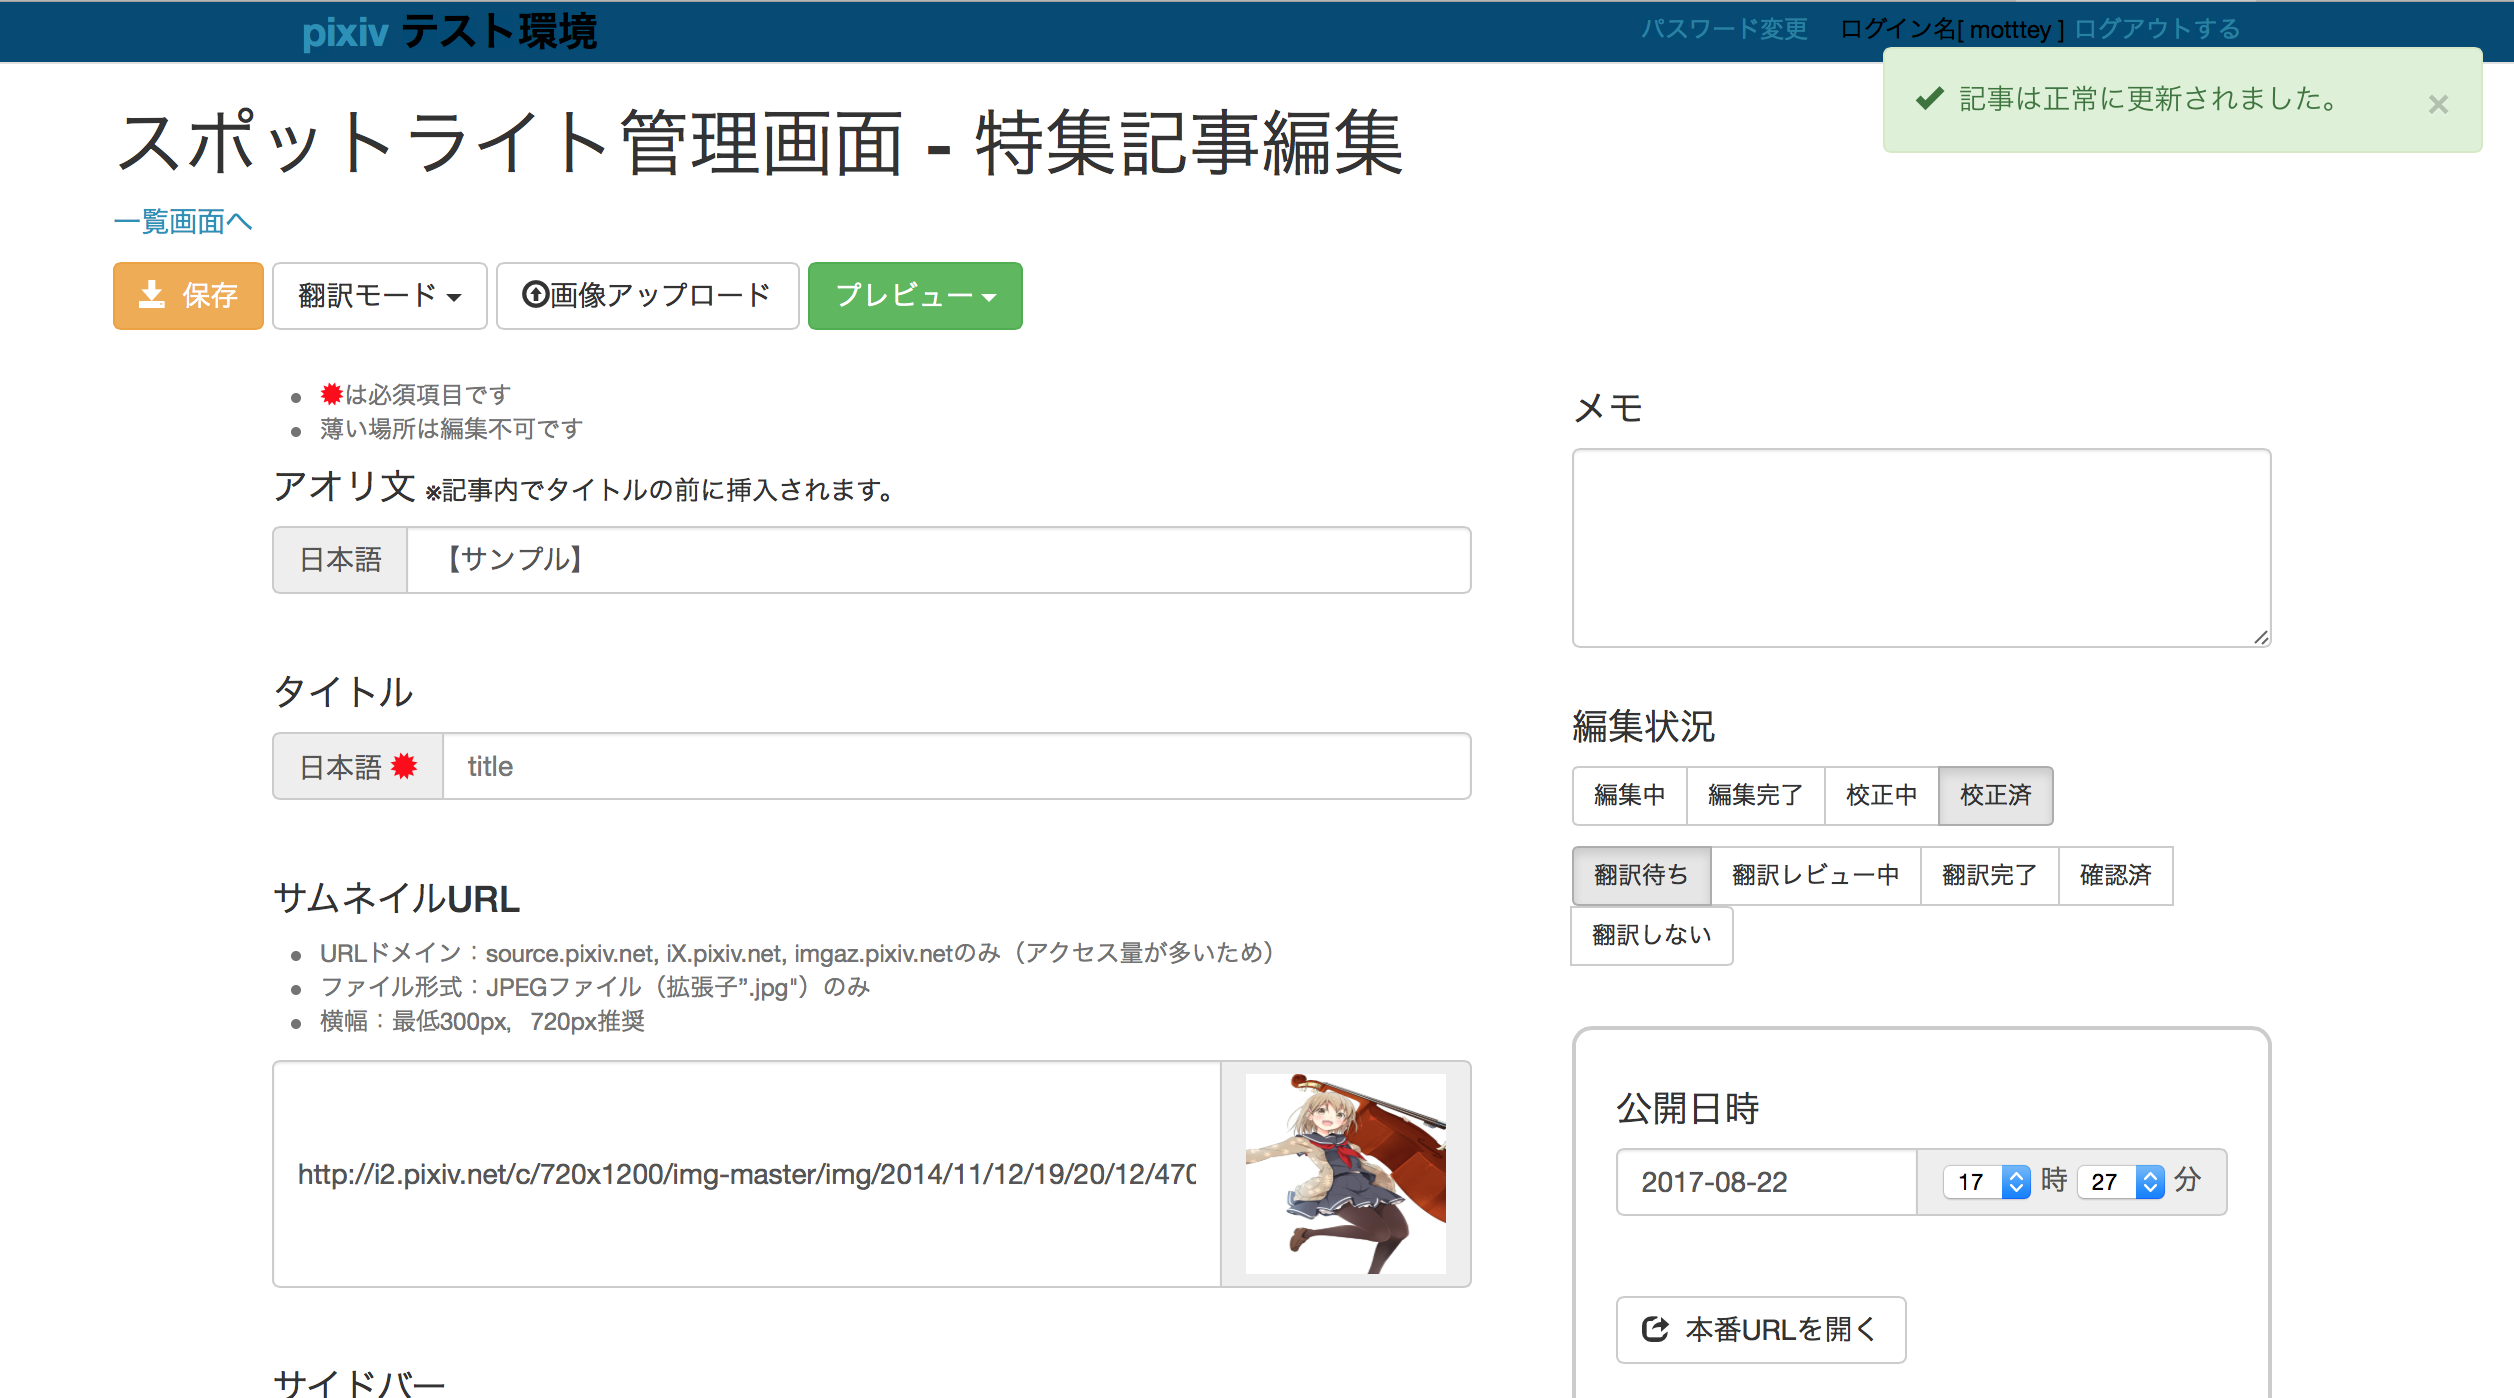 pixiv テスト環境
パスワード変更 ログイン名[ motttey ] ログアウトする
記事は正常に更新されました。 ×
スポットライト管理画面 - 特集記事編集
一覧画面へ
保存 翻訳モード 画像アップロード プレビュー
は必須項目です
薄い場所は編集不可です
アオリ文 ※記事内でタイトルの前に挿入されます。
日本語 【サンプル】
タイトル
日本語 title
サムネイルURL
URLドメイン：source.pixiv.net, iX.pixiv.net, imgaz.pixiv.netのみ（アクセス量が多いため）
ファイル形式：JPEGファイル（拡張子”.jpg"）のみ
横幅：最低300px，720px推奨
http://i2.pixiv.net/c/720x1200/img-master/img/2014/11/12/19/20/12/470
サイドバー
メモ
編集状況
編集中 編集完了 校正中 校正済
翻訳待ち 翻訳レビュー中 翻訳完了 確認済
翻訳しない
公開日時
2017-08-22 17 時 27 分
本番URLを開く